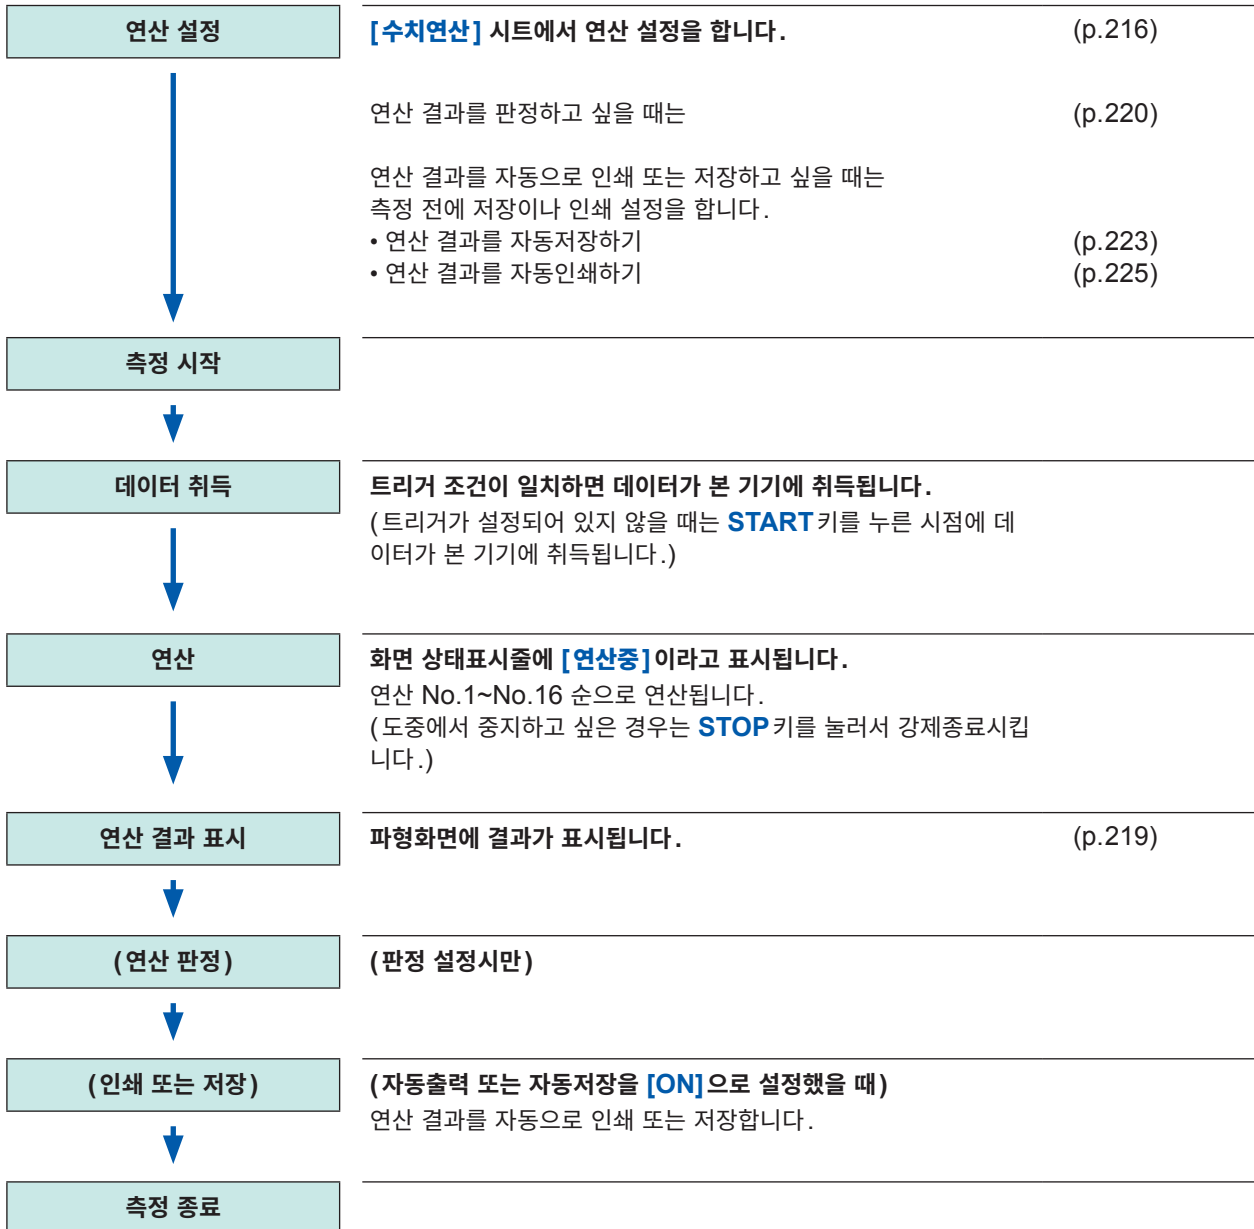 연산 설정
[수치연산] 시트에서 연산 설정을 합니다. (p.216)
연산 결과를 판정하고 싶을 때는 (p.220)
연산 결과를 자동으로 인쇄 또는 저장하고 싶을 때는
측정 전에 저장이나 인쇄 설정을 합니다.
• 연산 결과를 자동저장하기 (p.223)
• 연산 결과를 자동인쇄하기 (p.225)
측정 시작
데이터 취득
트리거 조건이 일치하면 데이터가 본 기기에 취득됩니다.
(트리거가 설정되어 있지 않을 때는 START키를 누른 시점에 데
이터가 본 기기에 취득됩니다.)
연산
화면 상태표시줄에 [연산중]이라고 표시됩니다.
연산 No.1~No.16 순으로 연산됩니다.
(도중에서 중지하고 싶은 경우는 STOP키를 눌러서 강제종료시킵
니다.)
연산 결과 표시
파형화면에 결과가 표시됩니다. (p.219)
(연산 판정)
(판정 설정시만)
(인쇄 또는 저장)
(자동출력 또는 자동저장을 [ON]으로 설정했을 때)
연산 결과를 자동으로 인쇄 또는 저장합니다.
측정 종료